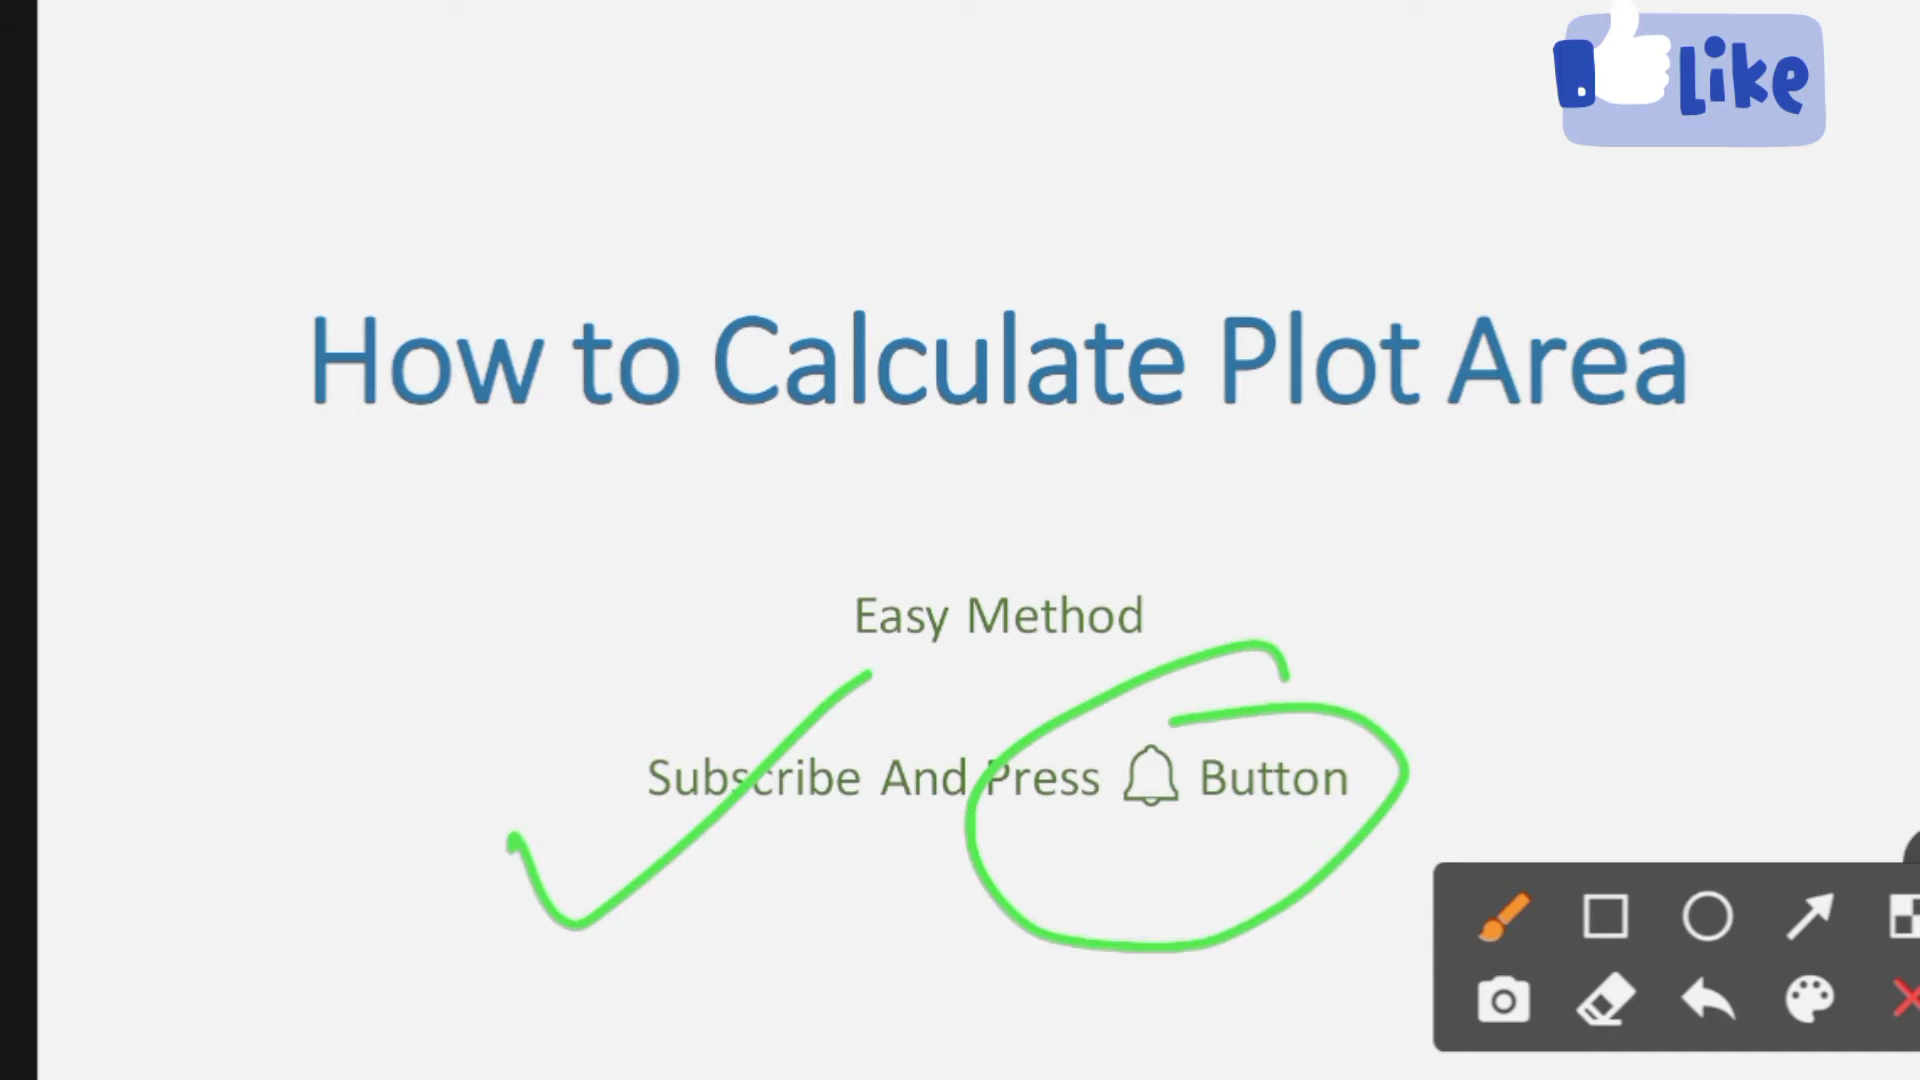 Like
How to Calculate Plot Area
Easy Method
Subscribe And Press Button